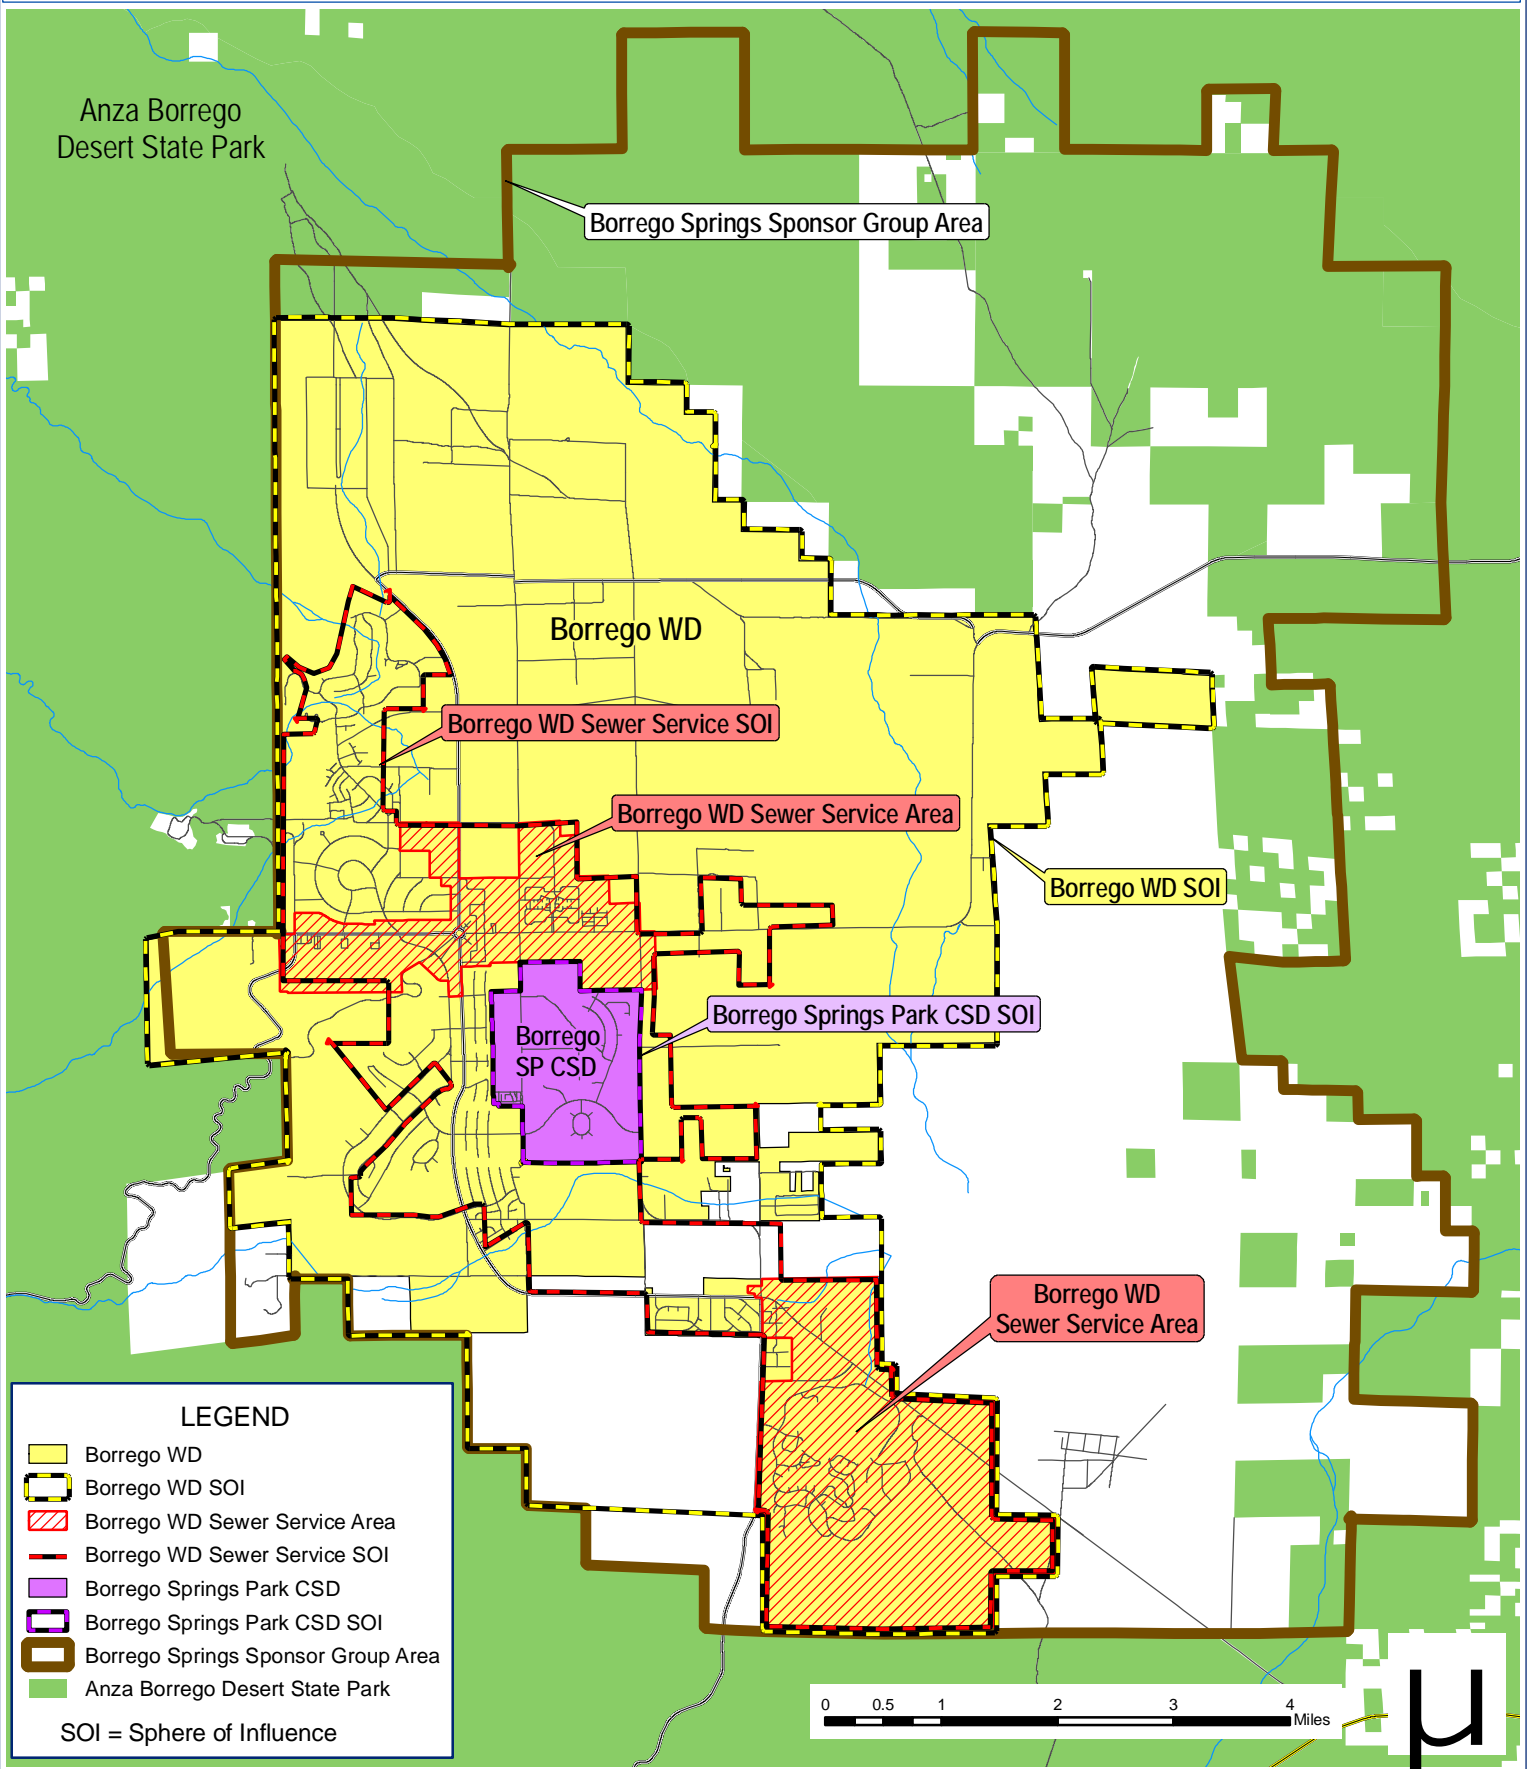 Anza Borrego
Desert State Park
Borrego Springs Sponsor Group Area
Borrego WD
Borrego WD Sewer Service SOI
Borrego WD Sewer Service Area
Borrego WD SOI
Borrego Springs Park CSD SOI
Borrego
SP CSD
Borrego WD
Sewer Service Area
LEGEND
Borrego WD
Borrego WD SOI
Borrego WD Sewer Service Area
Borrego WD Sewer Service SOI
Borrego Springs Park CSD
Borrego Springs Park CSD SOI
Borrego Springs Sponsor Group Area
Anza Borrego Desert State Park
SOI = Sphere of Influence
0 0.5 1 2 3 4
Miles
µ